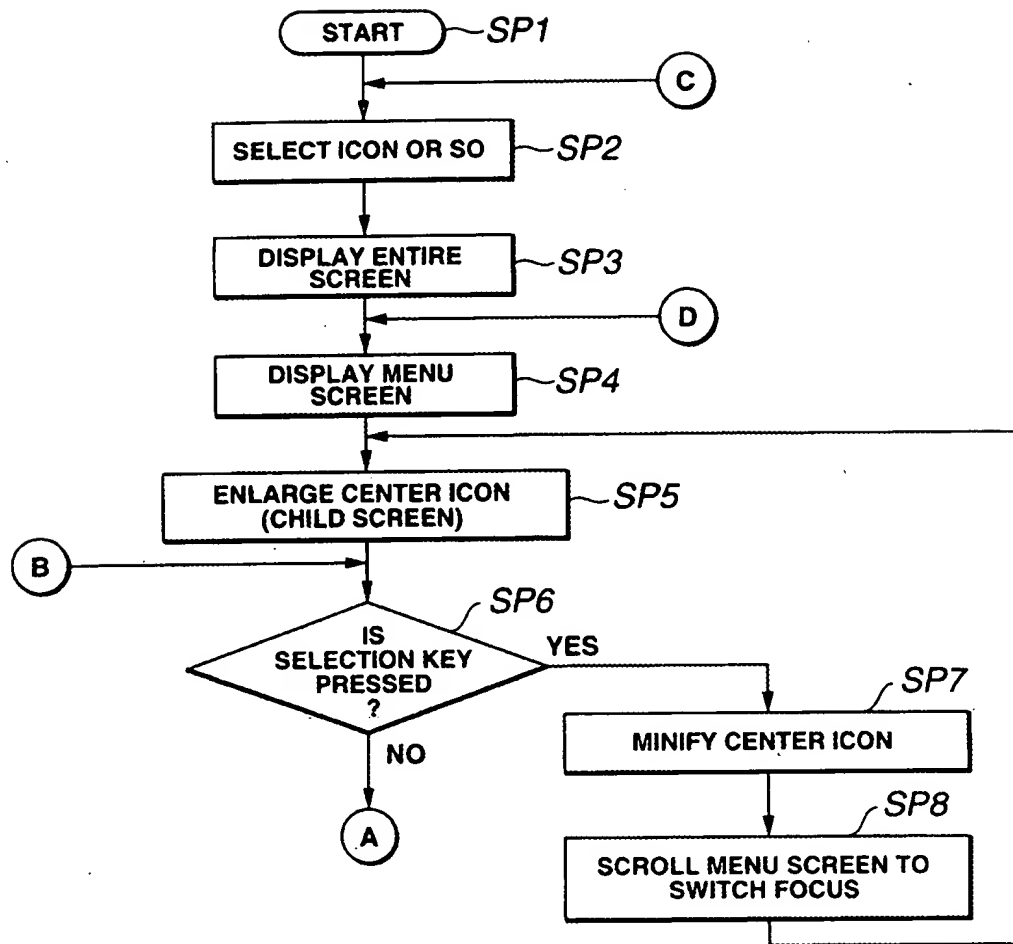 START
SP1
C
SELECT ICON OR SO
SP2
DISPLAY ENTIRE
SCREEN
SP3
D
DISPLAY MENU
SCREEN
SP4
ENLARGE CENTER ICON
(CHILD SCREEN)
SP5
B
SP6
IS
SELECTION KEY
PRESSED
?
YES
NO
A
SP7
MINIFY CENTER ICON
SP8
SCROLL MENU SCREEN TO
SWITCH FOCUS